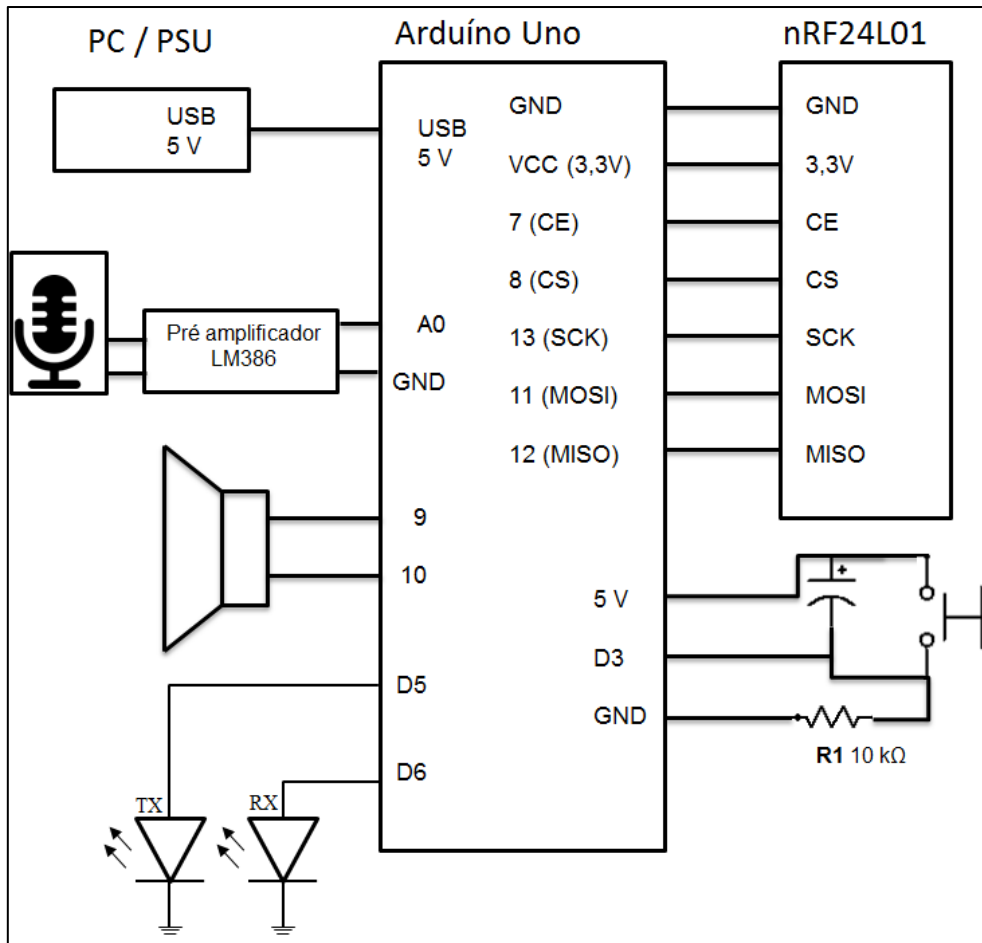 PC / PSU
Arduíno Uno
nRF24L01
USB
5 V
USB
5 V
GND
VCC (3,3V)
7 (CE)
8 (CS)
13 (SCK)
11 (MOSI)
12 (MISO)
GND
3,3V
CE
CS
SCK
MOSI
MISO
Pré amplificador
LM386
A0
GND
9
10
5 V
D3
GND
+
R1 10 kΩ
D5
D6
TX
RX